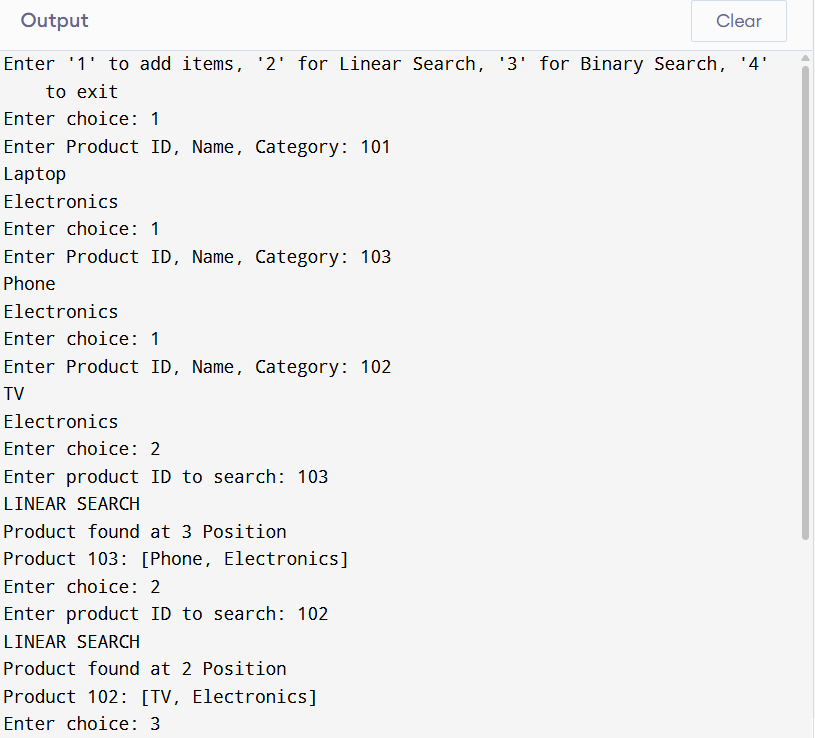 Output
Clear
Enter '1' to add items, '2' for Linear Search, '3' for Binary Search, '4'
to exit
Enter choice: 1
Enter Product ID, Name, Category: 101
Laptop
Electronics
Enter choice: 1
Enter Product ID, Name, Category: 103
Phone
Electronics
Enter choice: 1
Enter Product ID, Name, Category: 102
TV
Electronics
Enter choice: 2
Enter product ID to search: 103
LINEAR SEARCH
Product found at 3 Position
Product 103: [Phone, Electronics]
Enter choice: 2
Enter product ID to search: 102
LINEAR SEARCH
Product found at 2 Position
Product 102: [TV, Electronics]
Enter choice: 3